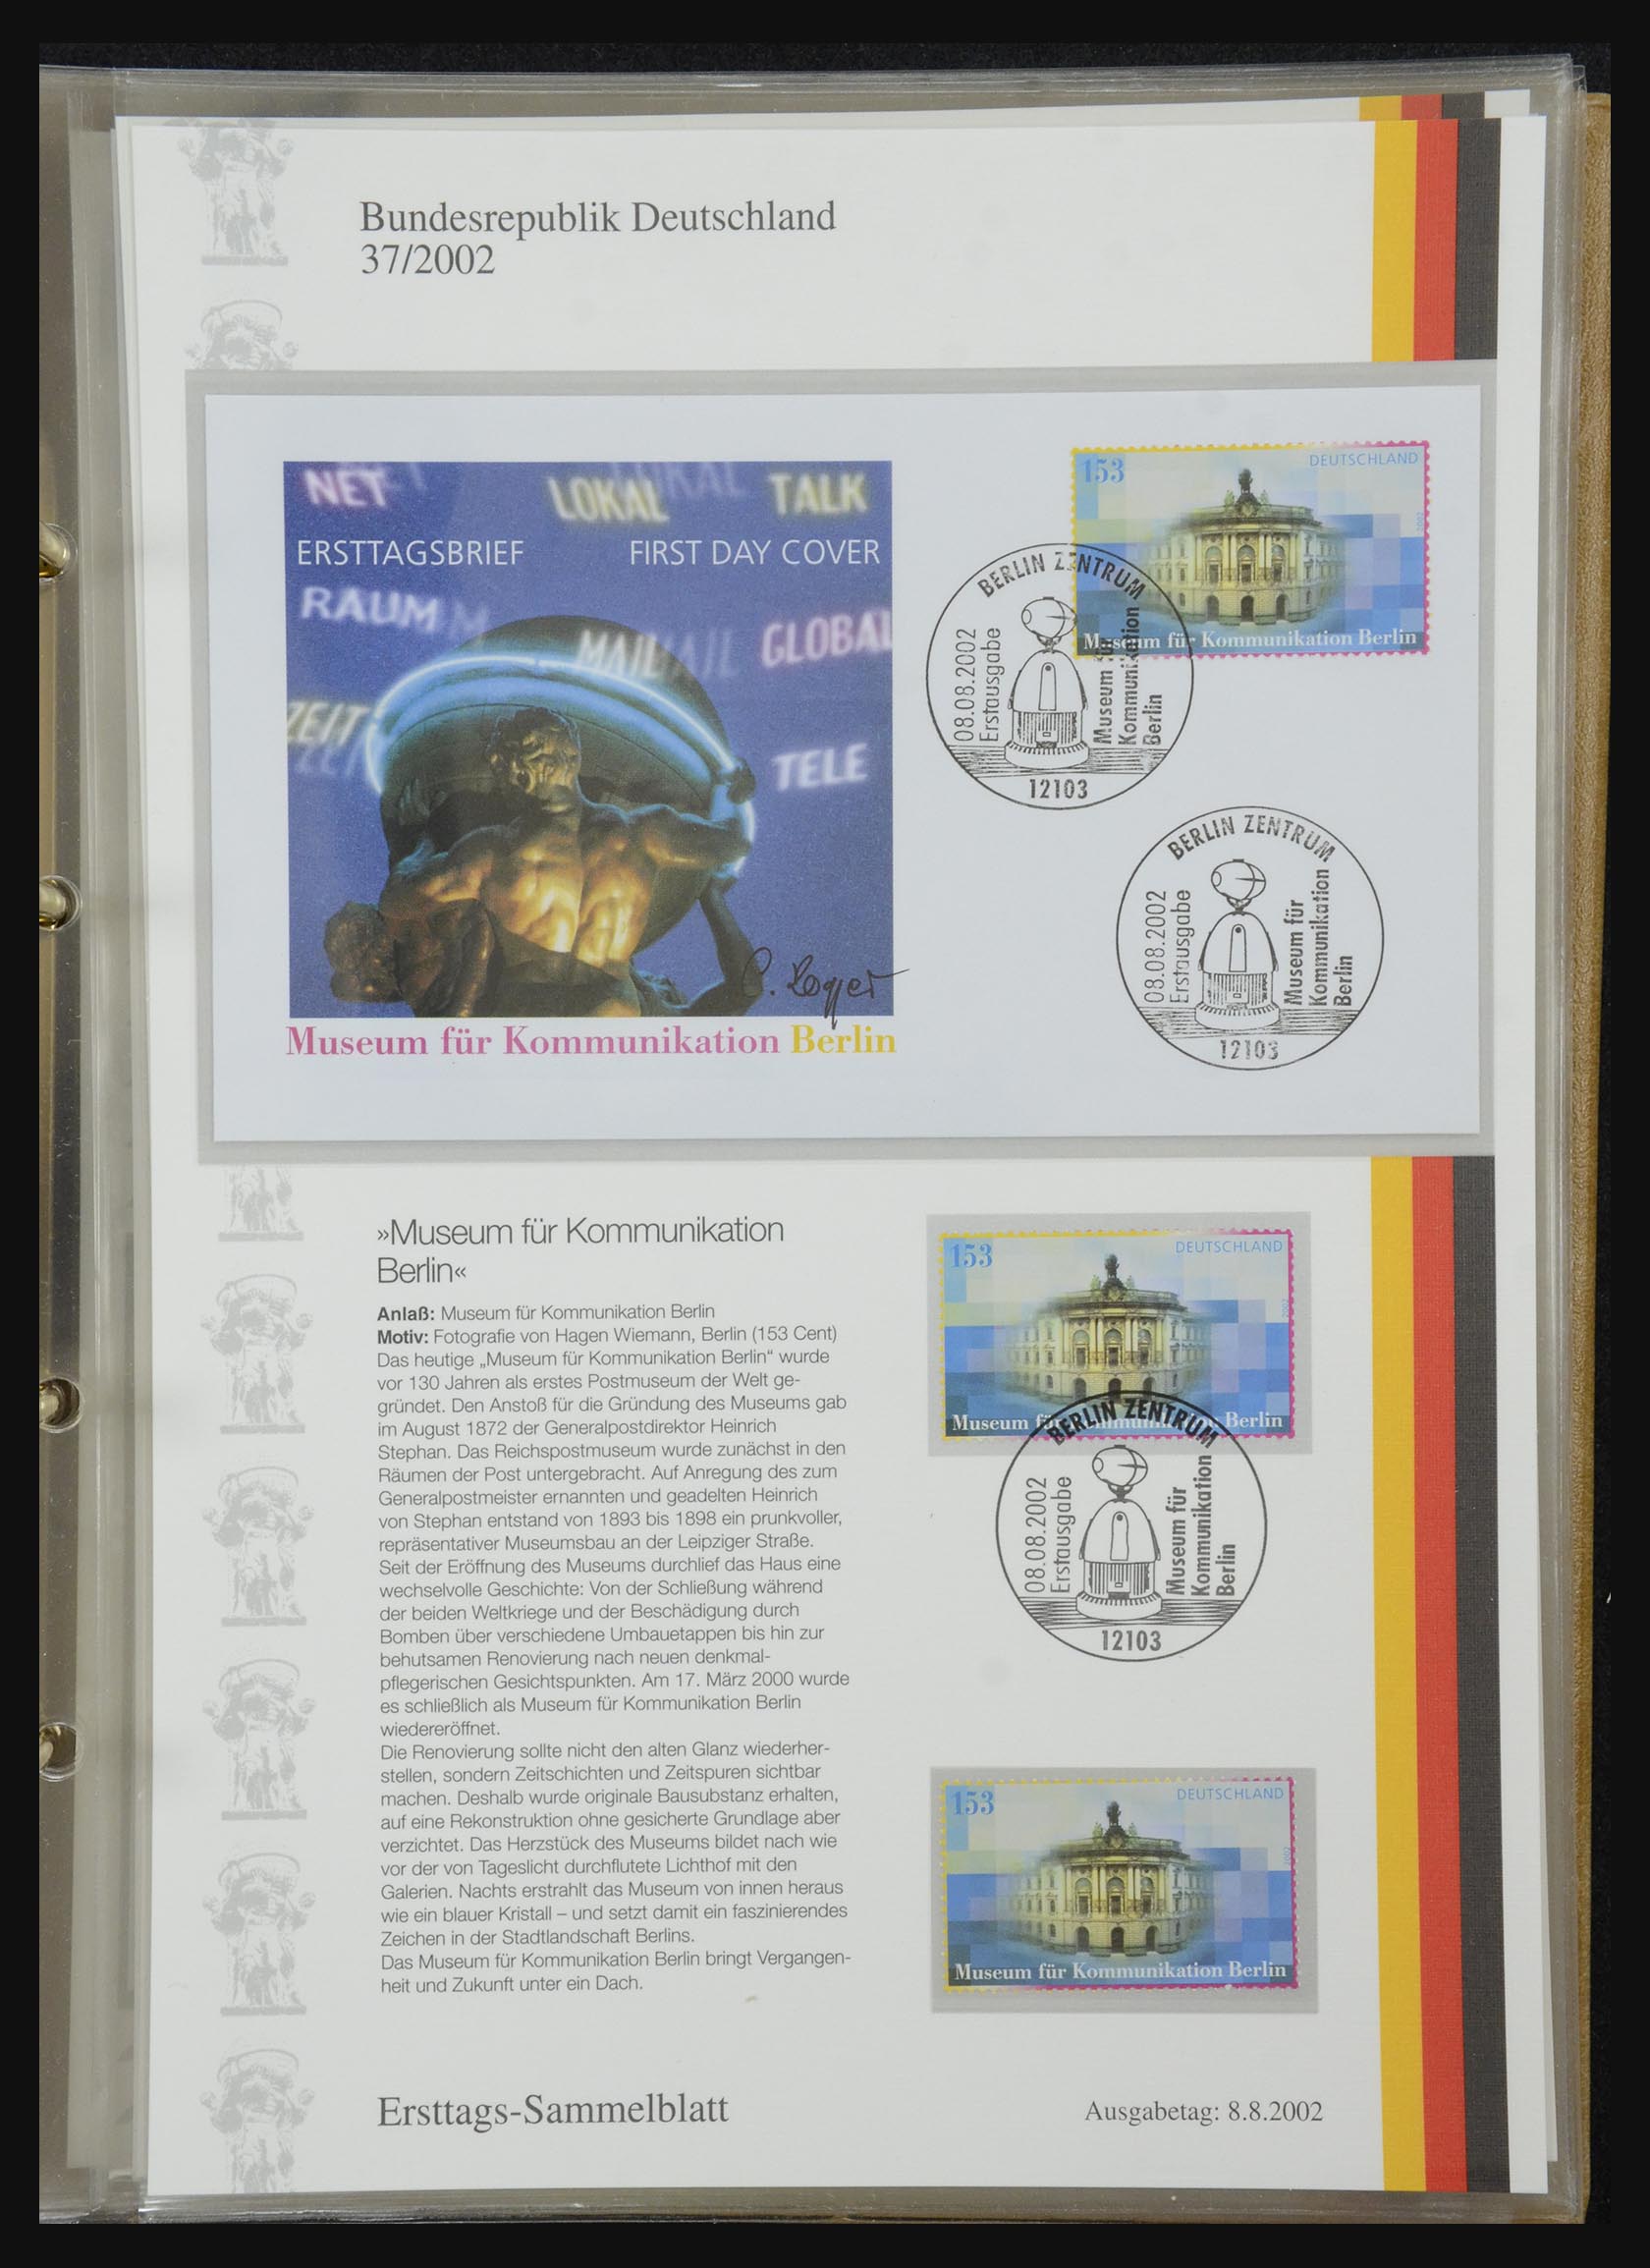 Bundesrepublik Deutschland
37/2002
NET LOKAL TALK
ERSTTAGSBRIEF FIRST DAY COVER
RAUM
MAIL GLOBAL
ZEIT
TELE
Museum für Kommunikation Berlin
153 DEUTSCHLAND
2002
Museum für Kommunikation Berlin
BERLIN ZENTRUM
08.08.2002
Erstausgabe
Museum für
Kommunikation
Berlin
12103
BERLIN ZENTRUM
08.08.2002
Erstausgabe
Museum für
Kommunikation
Berlin
12103
»Museum für Kommunikation
Berlin«
Anlaß: Museum für Kommunikation Berlin
Motiv: Fotografie von Hagen Wiemann, Berlin (153 Cent)
Das heutige „Museum für Kommunikation Berlin“ wurde
vor 130 Jahren als erstes Postmuseum der Welt ge-
gründet. Den Anstoß für die Gründung des Museums gab
im August 1872 der Generalpostdirektor Heinrich
Stephan. Das Reichspostmuseum wurde zunächst in den
Räumen der Post untergebracht. Auf Anregung des zum
Generalpostmeister ernannten und geadelten Heinrich
von Stephan entstand von 1893 bis 1898 ein prunkvoller,
repräsentativer Museumsbau an der Leipziger Straße.
Seit der Eröffnung des Museums durchlief das Haus eine
wechselvolle Geschichte: Von der Schließung während
der beiden Weltkriege und der Beschädigung durch
Bomben über verschiedene Umbauetappen bis hin zur
behutsamen Renovierung nach neuen denkmal-
pflegerischen Gesichtspunkten. Am 17. März 2000 wurde
es schließlich als Museum für Kommunikation Berlin
wiedereröffnet.
Die Renovierung sollte nicht den alten Glanz wiederher-
stellen, sondern Zeitschichten und Zeitspuren sichtbar
machen. Deshalb wurde originale Bausubstanz erhalten,
auf eine Rekonstruktion ohne gesicherte Grundlage aber
verzichtet. Das Herzstück des Museums bildet nach wie
vor der von Tageslicht durchflutete Lichthof mit den
Galerien. Nachts erstrahlt das Museum von innen heraus
wie ein blauer Kristall – und setzt damit ein faszinierendes
Zeichen in der Stadtlandschaft Berlins.
Das Museum für Kommunikation Berlin bringt Vergangen-
heit und Zukunft unter ein Dach.
153 DEUTSCHLAND
2002
Museum für Kommunikation Berlin
BERLIN ZENTRUM
08.08.2002
Erstausgabe
Museum für
Kommunikation
Berlin
12103
153 DEUTSCHLAND
2002
Museum für Kommunikation Berlin
Ersttags-Sammelblatt
Ausgabetag: 8.8.2002